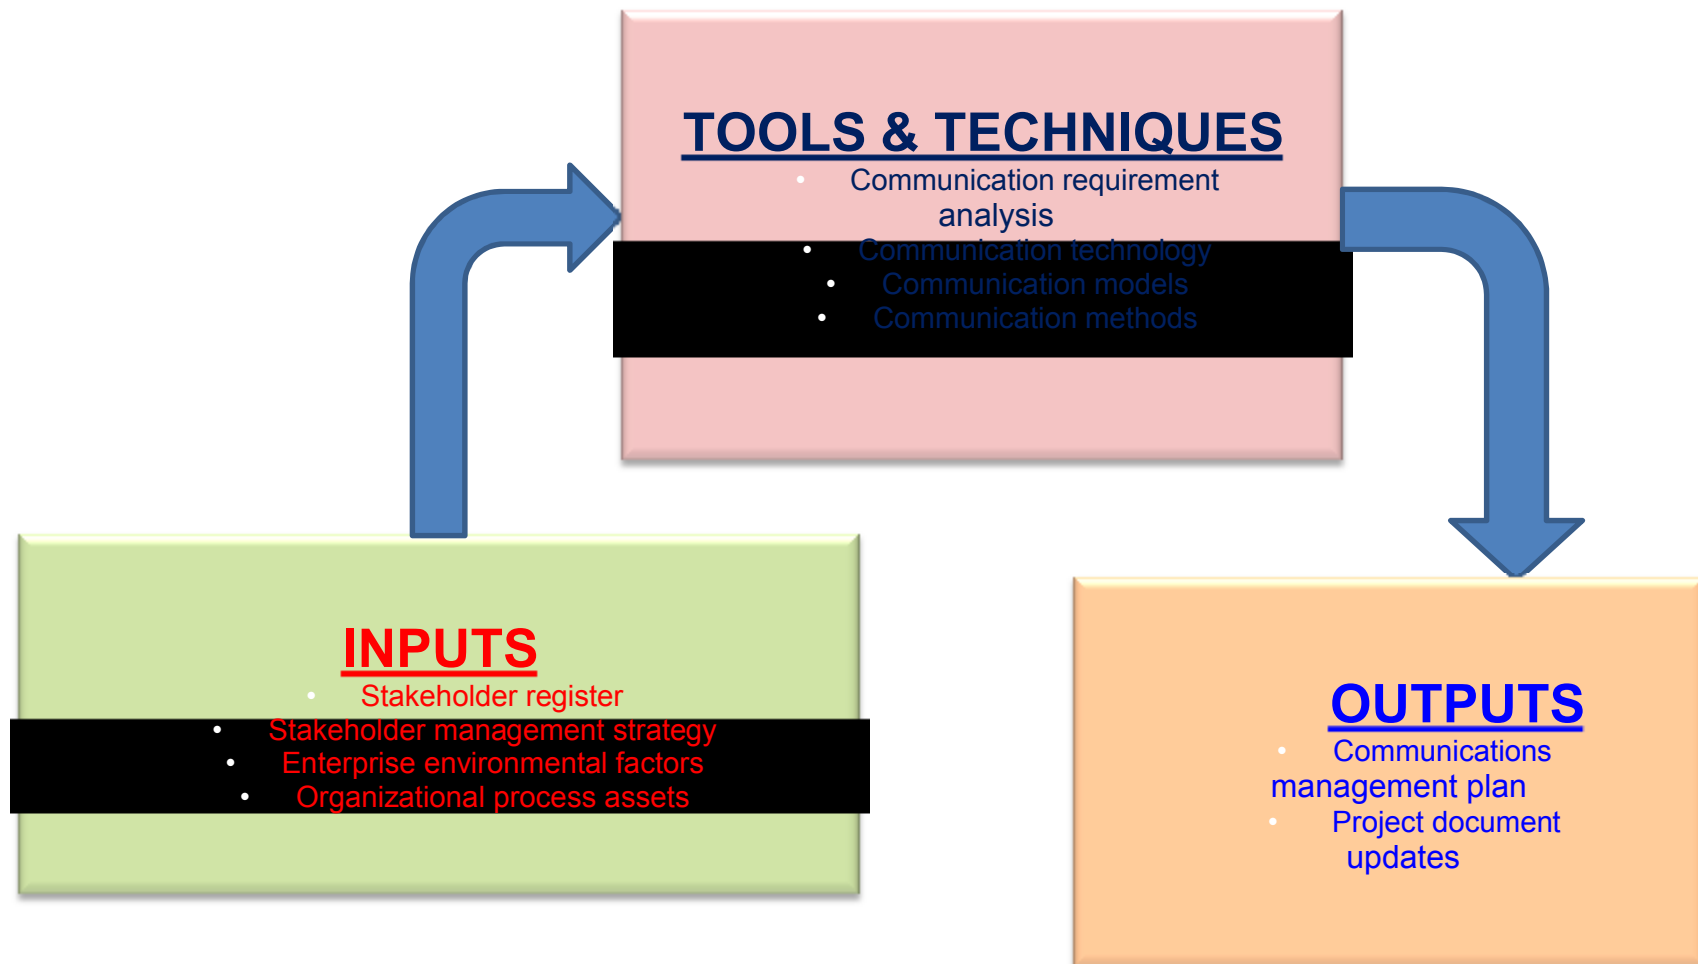 TOOLS & TECHNIQUES
• Communication requirement
analysis
• Communication technology
• Communication models
• Communication methods
INPUTS
• Stakeholder register
• Stakeholder management strategy
• Enterprise environmental factors
• Organizational process assets
OUTPUTS
• Communications
management plan
• Project document
updates